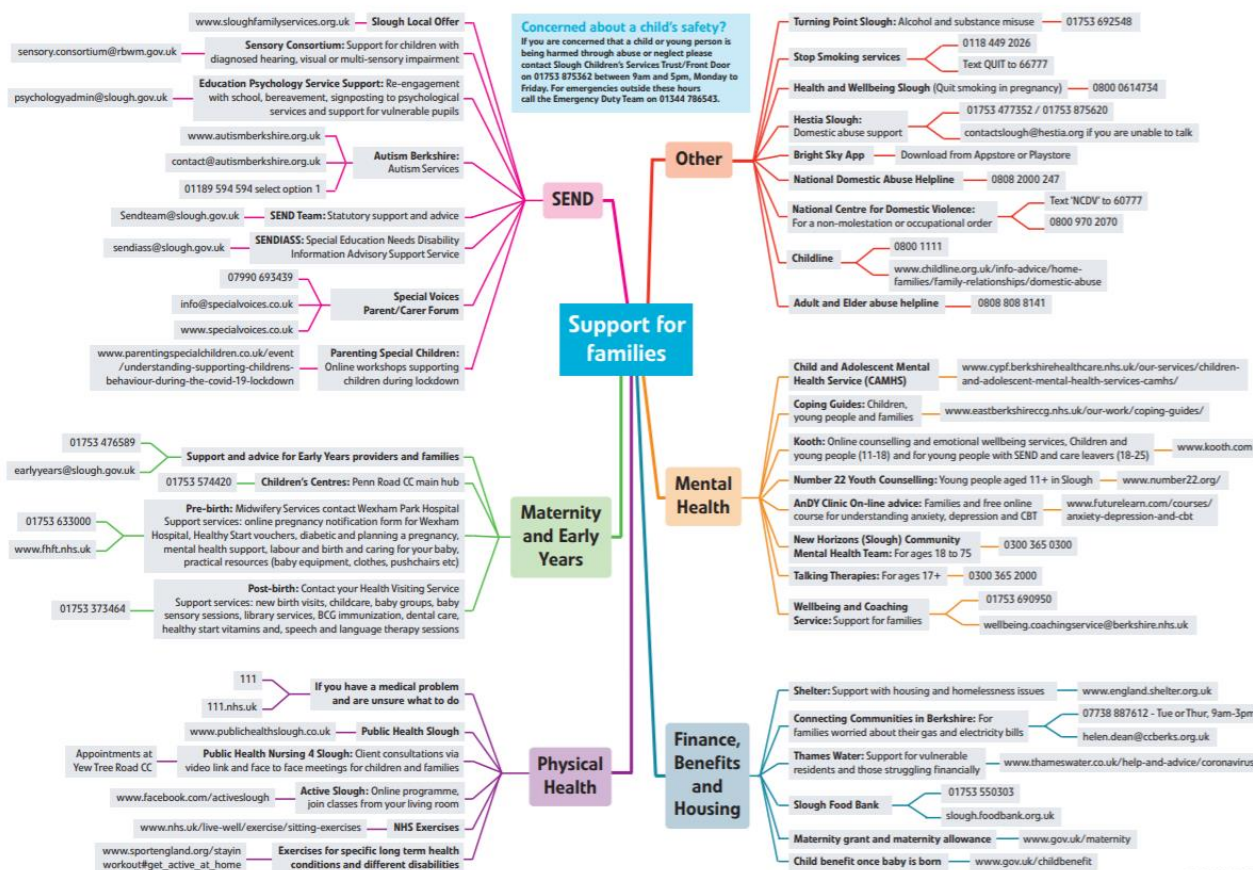 Support for
families
Concerned about a child's safety?
If you are concerned that a child or young person is
being harmed through abuse or neglect please
contact Slough Children's Services Trust/Front Door
on 01753 875362 between 9am and 5pm, Monday to
Friday. For emergencies outside these hours
call the Emergency Duty Team on 01344 786543.
SEND
www.sloughfamilyservices.org.uk
Slough Local Offer
sensory.consortium@rbwm.gov.uk
Sensory Consortium: Support for children with
diagnosed hearing, visual or multi-sensory impairment
psychologyadmin@slough.gov.uk
Education Psychology Service Support: Re-engagement
with school, bereavement, signposting to psychological
services and support for vulnerable pupils
www.autismberkshire.org.uk
contact@autismberkshire.org.uk
01189 594 594 select option 1
Autism Berkshire:
Autism Services
Sendteam@slough.gov.uk
SEND Team: Statutory support and advice
sendiass@slough.gov.uk
SENDIASS: Special Education Needs Disability
Information Advisory Support Service
07990 693439
info@specialvoices.co.uk
www.specialvoices.co.uk
Special Voices
Parent/Carer Forum
www.parentingspecialchildren.co.uk/event
/understanding-supporting-childrens-
behaviour-during-the-covid-19-lockdown
Parenting Special Children:
Online workshops supporting
children during lockdown
Other
Turning Point Slough: Alcohol and substance misuse
01753 692548
Stop Smoking services
0118 449 2026
Text QUIT to 66777
Health and Wellbeing Slough (Quit smoking in pregnancy)
0800 0614734
Hestia Slough:
Domestic abuse support
01753 477352 / 01753 875620
contactslough@hestia.org if you are unable to talk
Bright Sky App
Download from Appstore or Playstore
National Domestic Abuse Helpline
0808 2000 247
National Centre for Domestic Violence:
For a non-molestation or occupational order
Text 'NCDV' to 60777
0800 970 2070
Childline
0800 1111
www.childline.org.uk/info-advice/home-
families/family-relationships/domestic-abuse
Adult and Elder abuse helpline
0808 808 8141
Maternity
and Early
Years
01753 476589
earlyyears@slough.gov.uk
Support and advice for Early Years providers and families
01753 574420
Children's Centres: Penn Road CC main hub
01753 633000
www.fhft.nhs.uk
Pre-birth: Midwifery Services contact Wexham Park Hospital
Support services: online pregnancy notification form for Wexham
Hospital, Healthy Start vouchers, diabetic and planning a pregnancy,
mental health support, labour and birth and caring for your baby,
practical resources (baby equipment, clothes, pushchairs etc)
01753 373464
Post-birth: Contact your Health Visiting Service
Support services: new birth visits, childcare, baby groups, baby
sensory sessions, library services, BCG immunization, dental care,
healthy start vitamins and, speech and language therapy sessions
Mental
Health
Child and Adolescent Mental
Health Service (CAMHS)
www.cypf.berkshirehealthcare.nhs.uk/our-services/children-
and-adolescent-mental-health-services-camhs/
Coping Guides: Children,
young people and families
www.eastberkshireccg.nhs.uk/our-work/coping-guides/
Kooth: Online counselling and emotional wellbeing services, Children and
young people (11-18) and for young people with SEND and care leavers (18-25)
www.kooth.com
Number 22 Youth Counselling: Young people aged 11+ in Slough
www.number22.org/
AnDY Clinic On-line advice: Families and free online
course for understanding anxiety, depression and CBT
www.futurelearn.com/courses/
anxiety-depression-and-cbt
New Horizons (Slough) Community
Mental Health Team: For ages 18 to 75
0300 365 0300
Talking Therapies: For ages 17+
0300 365 2000
Wellbeing and Coaching
Service: Support for families
01753 690950
wellbeing.coachingservice@berkshire.nhs.uk
Physical
Health
111
111.nhs.uk
If you have a medical problem
and are unsure what to do
www.publichealthslough.co.uk
Public Health Slough
Appointments at
Yew Tree Road CC
Public Health Nursing 4 Slough: Client consultations via
video link and face to face meetings for children and families
www.facebook.com/activeslough
Active Slough: Online programme,
join classes from your living room
www.nhs.uk/live-well/exercise/sitting-exercises
NHS Exercises
www.sportengland.org/stayin
workout#get_active_at_home
Exercises for specific long term health
conditions and different disabilities
Finance,
Benefits
and
Housing
Shelter: Support with housing and homelessness issues
www.england.shelter.org.uk
Connecting Communities in Berkshire: For
families worried about their gas and electricity bills
07738 887612 - Tue or Thur, 9am-3pm
helen.dean@ccberks.org.uk
Thames Water: Support for vulnerable
residents and those struggling financially
www.thameswater.co.uk/help-and-advice/coronavirus
Slough Food Bank
01753 550303
slough.foodbank.org.uk
Maternity grant and maternity allowance
www.gov.uk/maternity
Child benefit once baby is born
www.gov.uk/childbenefit